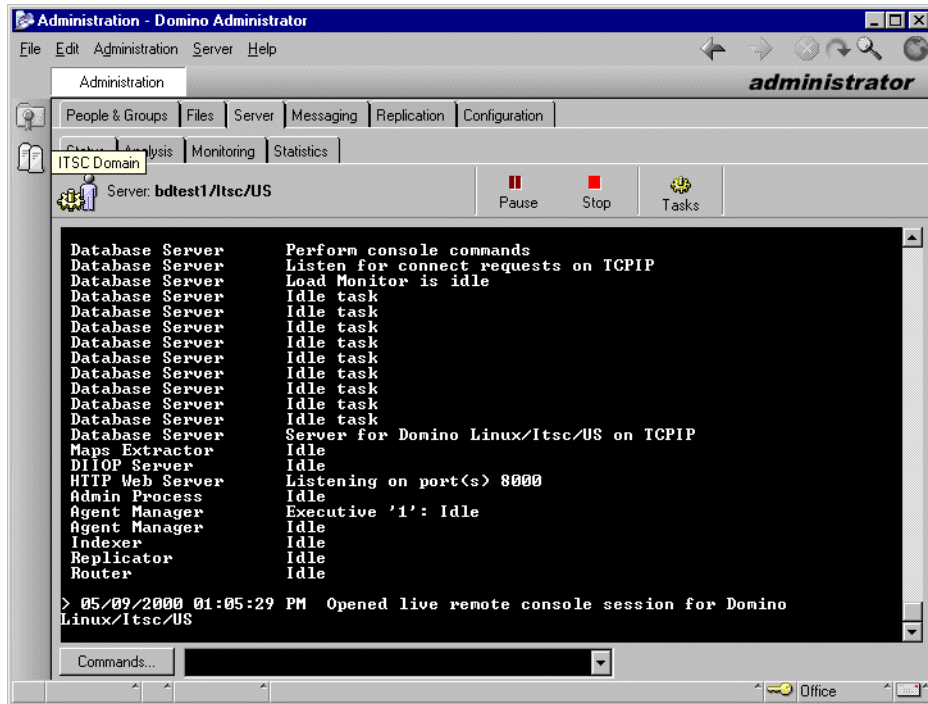 Administration - Domino Administrator
File Edit Administration Server Help
Administration
administrator
People & Groups Files Server Messaging Replication Configuration
Analysis Monitoring Statistics
ITSC Domain
Server: bdtest1/Itsc/US
Pause Stop Tasks
Database Server Perform console commands
Database Server Listen for connect requests on TCPIP
Database Server Load Monitor is idle
Database Server Idle task
Database Server Idle task
Database Server Idle task
Database Server Idle task
Database Server Idle task
Database Server Idle task
Database Server Idle task
Database Server Idle task
Database Server Idle task
Database Server Server for Domino Linux/Itsc/US on TCPIP
Maps Extractor Idle
DIIOP Server Idle
HTTP Web Server Listening on port(s) 8000
Admin Process Idle
Agent Manager Executive '1': Idle
Agent Manager Idle
Indexer Idle
Replicator Idle
Router Idle
> 05/09/2000 01:05:29 PM Opened live remote console session for Domino
Linux/Itsc/US
Commands...
Office